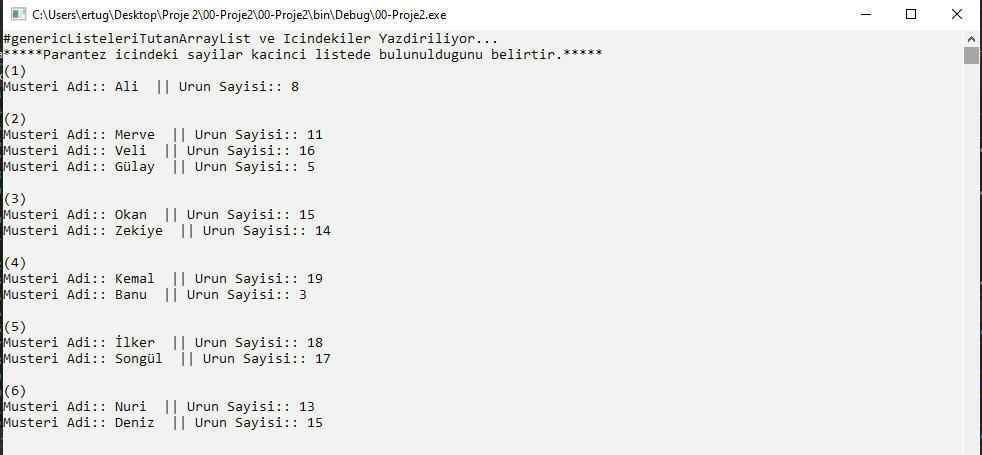 C:\Users\ertug\Desktop\Proje 2\00-Proje2\00-Proje2\bin\Debug\00-Proje2.exe
#genericListeleriTutanArrayList ve Icindekiler Yazdiriliyor...
*****Parantez icindeki sayilar kacinci listede bulunuldugunu belirtir.*****
(1)
Musteri Adi:: Ali  || Urun Sayisi:: 8
(2)
Musteri Adi:: Merve  || Urun Sayisi:: 11
Musteri Adi:: Veli  || Urun Sayisi:: 16
Musteri Adi:: Gülay  || Urun Sayisi:: 5
(3)
Musteri Adi:: Okan  || Urun Sayisi:: 15
Musteri Adi:: Zekiye  || Urun Sayisi:: 14
(4)
Musteri Adi:: Kemal  || Urun Sayisi:: 19
Musteri Adi:: Banu  || Urun Sayisi:: 3
(5)
Musteri Adi:: İlker  || Urun Sayisi:: 18
Musteri Adi:: Songül  || Urun Sayisi:: 17
(6)
Musteri Adi:: Nuri  || Urun Sayisi:: 13
Musteri Adi:: Deniz  || Urun Sayisi:: 15